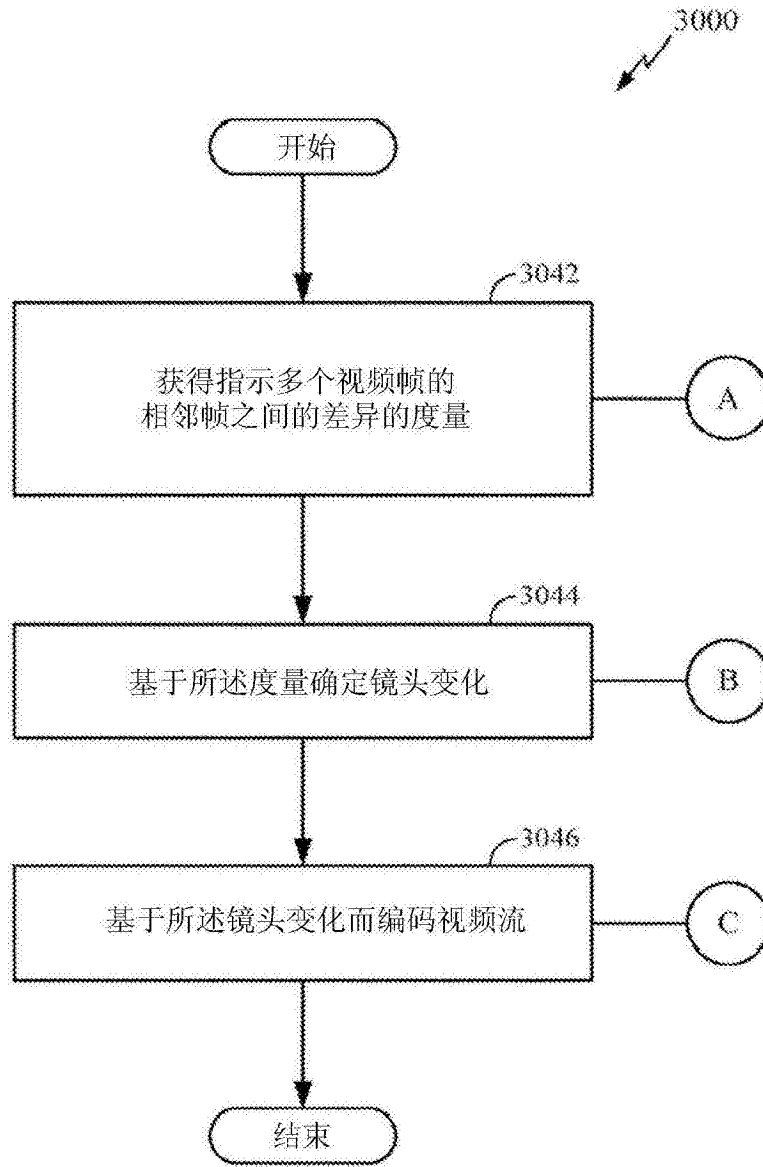 3000
开始
3042
获得指示多个视频帧的
相邻帧之间的差异的度量
A
3044
基于所述度量确定镜头变化
B
3046
基于所述镜头变化而编码视频流
C
结束